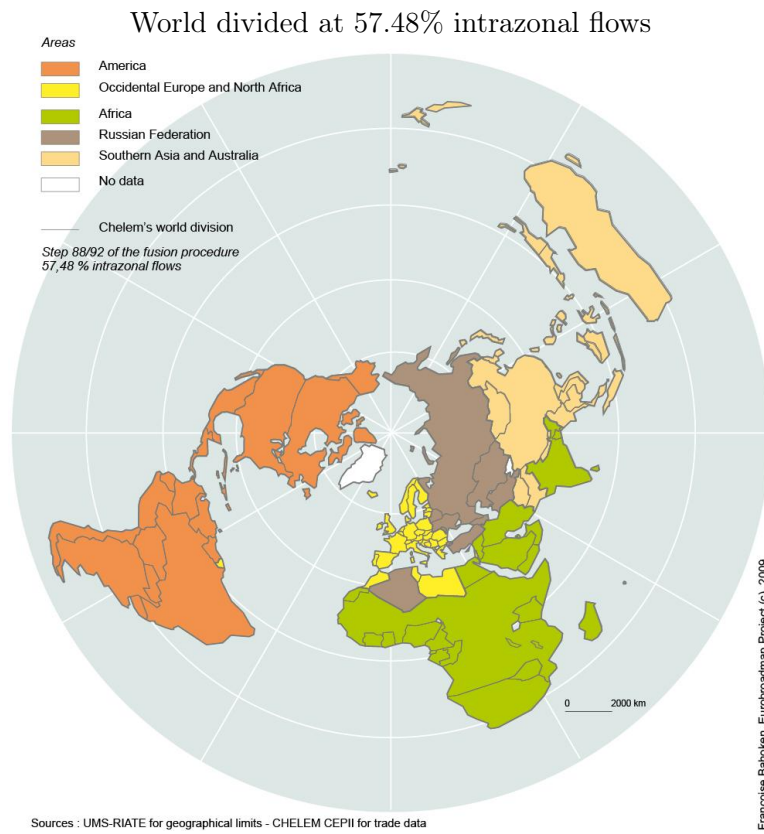 World divided at 57.48% intrazonal flows
Areas
America
Occidental Europe and North Africa
Africa
Russian Federation
Southern Asia and Australia
No data
Chelem's world division
Step 88/92 of the fusion procedure
57,48 % intrazonal flows
0 2000 km
Françoise Bahoken, Eurobroadman Project (c), 2009
Sources : UMS-RIATE for geographical limits - CHELEM CEPII for trade data